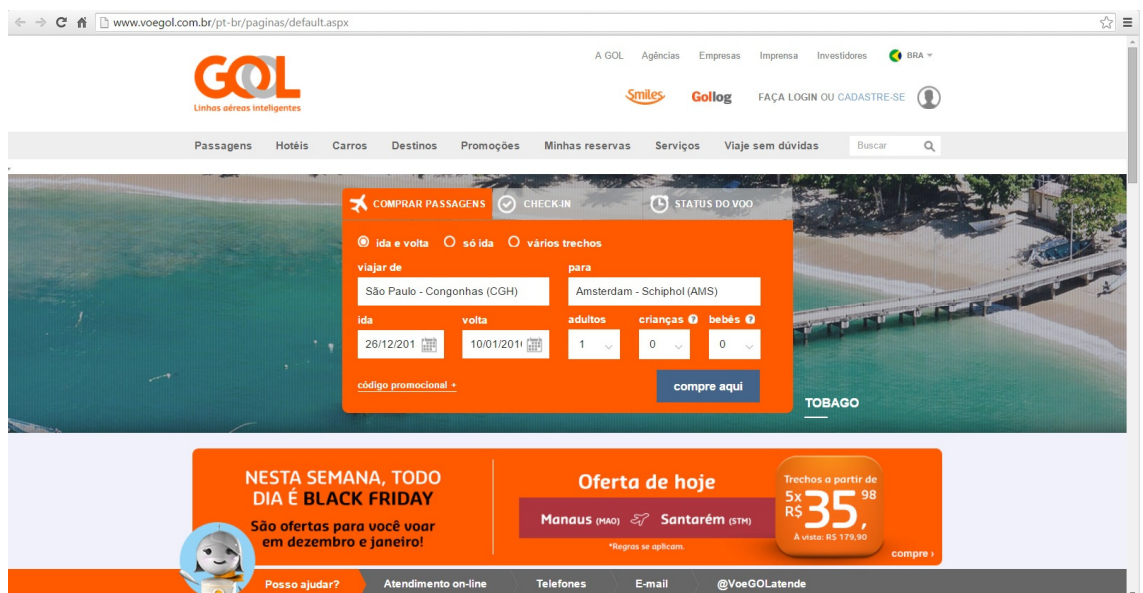 www.voegol.com.br/pt-br/paginas/default.aspx
A GOL Agências Empresas Imprensa Investidores BRA
GOL
Linhas aéreas inteligentes
Smiles Gollog FAÇA LOGIN OU CADASTRE-SE
Passagens Hotéis Carros Destinos Promoções Minhas reservas Serviços Viaje sem dúvidas Buscar
COMPRAR PASSAGENS CHECK-IN STATUS DO VOO
ida e volta só ida vários trechos
viajar de para
São Paulo - Congonhas (CGH) Amsterdam - Schiphol (AMS)
ida volta adultos crianças ? bebês ?
26/12/201 10/01/201 1 0 0
código promocional + compre aqui
TOBAGO
NESTA SEMANA, TODO
DIA É BLACK FRIDAY
São ofertas para você voar
em dezembro e janeiro!
Oferta de hoje
Manaus (MAO) Santarém (STM)
*Regras se aplicam.
Trechos a partir de
5x R$ 35,98
À vista: R$ 179,90
compre ›
Posso ajudar? Atendimento on-line Telefones E-mail @VoeGOLatende